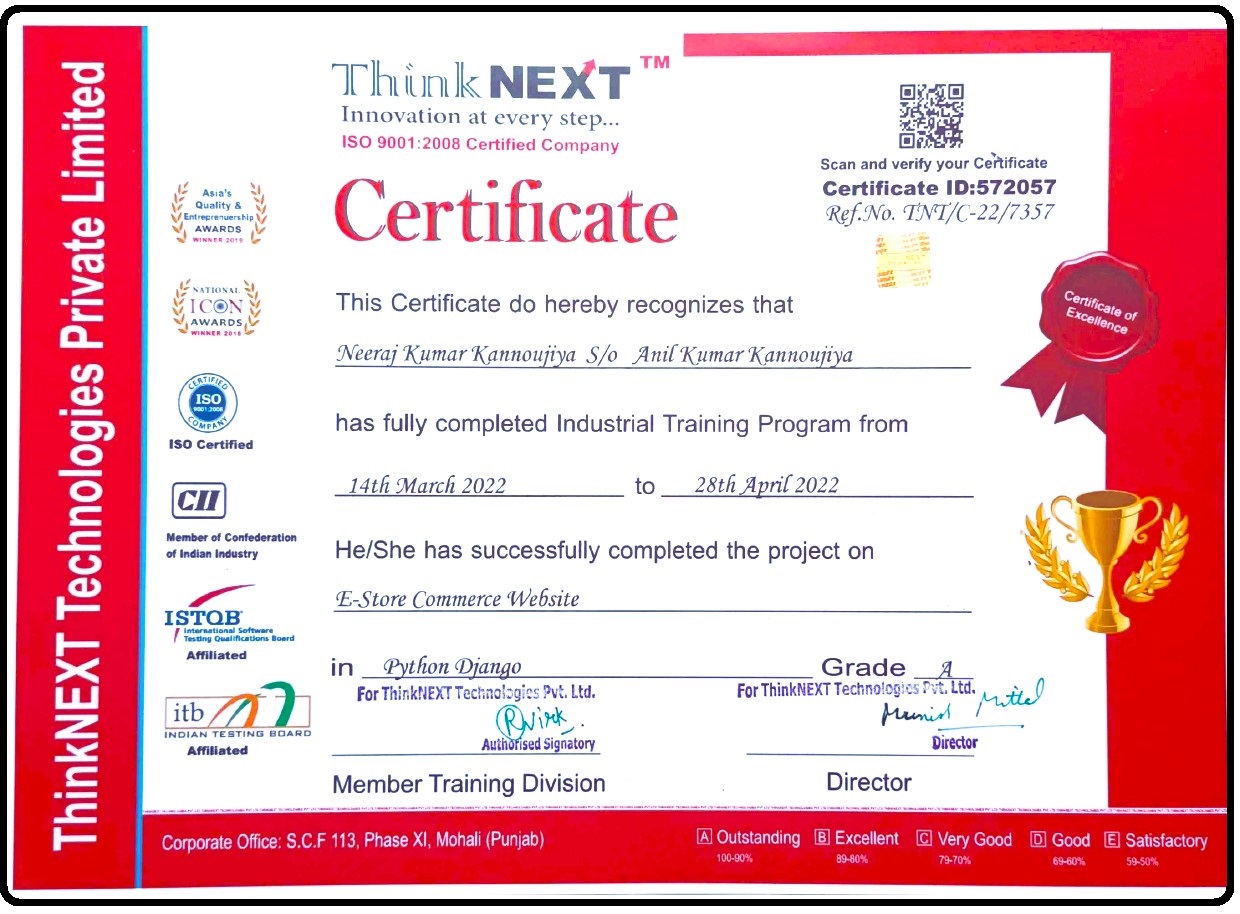 ThinkNEXT Technologies Private Limited
ThinkNEXT TM
Innovation at every step...
ISO 9001:2008 Certified Company
Scan and verify your Certificate
Certificate ID:572057
Ref.No. TNT/C-22/7357
Certificate
Asia's
Quality &
Entreprenuership
AWARDS
WINNER 2016
NATIONAL
ICON
AWARDS
WINNER 2016
CERTIFIED
ISO
9001:2008
COMPANY
ISO Certified
CII
Member of Confederation
of Indian Industry
ISTQB
International Software
Testing Qualifications Board
Affiliated
itb
INDIAN TESTING BOARD
Affiliated
Certificate of
Excellence
This Certificate do hereby recognizes that
Neeraj Kumar Kannoujiya S/o Anil Kumar Kannoujiya
has fully completed Industrial Training Program from
14th March 2022 to 28th April 2022
He/She has successfully completed the project on
E-Store Commerce Website
in Python Django Grade A
For ThinkNEXT Technologies Pvt. Ltd.
Authorised Signatory
Member Training Division
For ThinkNEXT Technologies Pvt. Ltd.
Munish Mittal
Director
Director
Corporate Office: S.C.F 113, Phase XI, Mohali (Punjab)
A Outstanding B Excellent C Very Good D Good E Satisfactory
100-90% 89-80% 79-70% 69-60% 59-50%